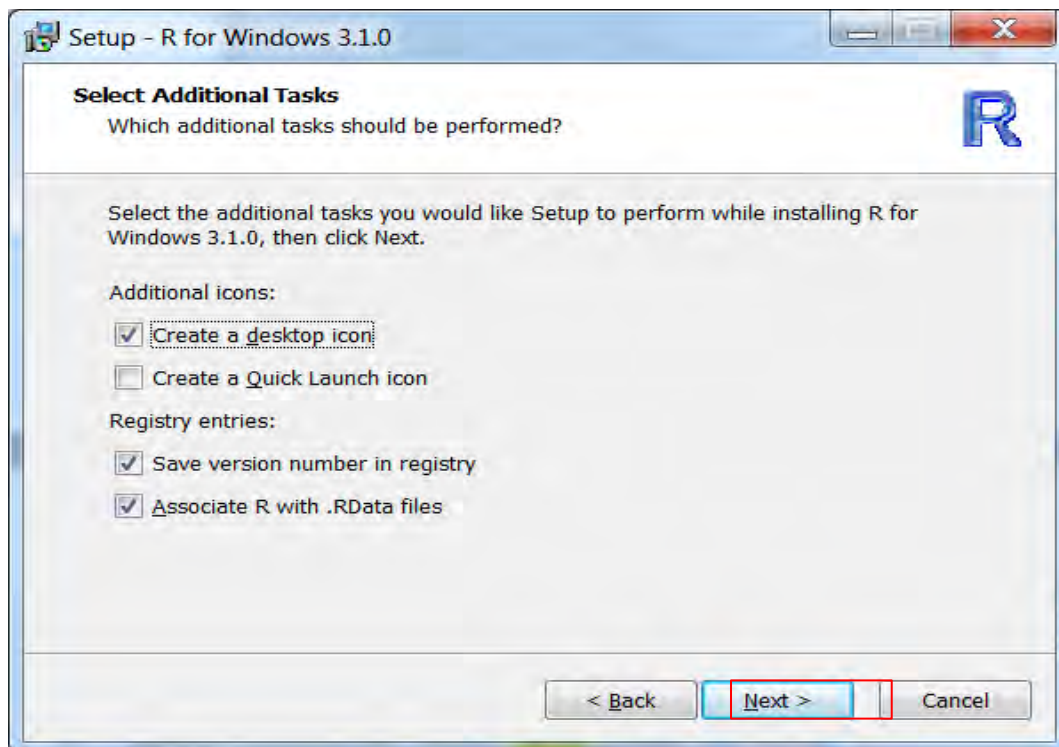 Setup - R for Windows 3.1.0
Select Additional Tasks
Which additional tasks should be performed?
R
Select the additional tasks you would like Setup to perform while installing R for
Windows 3.1.0, then click Next.
Additional icons:
Create a desktop icon
Create a Quick Launch icon
Registry entries:
Save version number in registry
Associate R with .RData files
< Back Next > Cancel